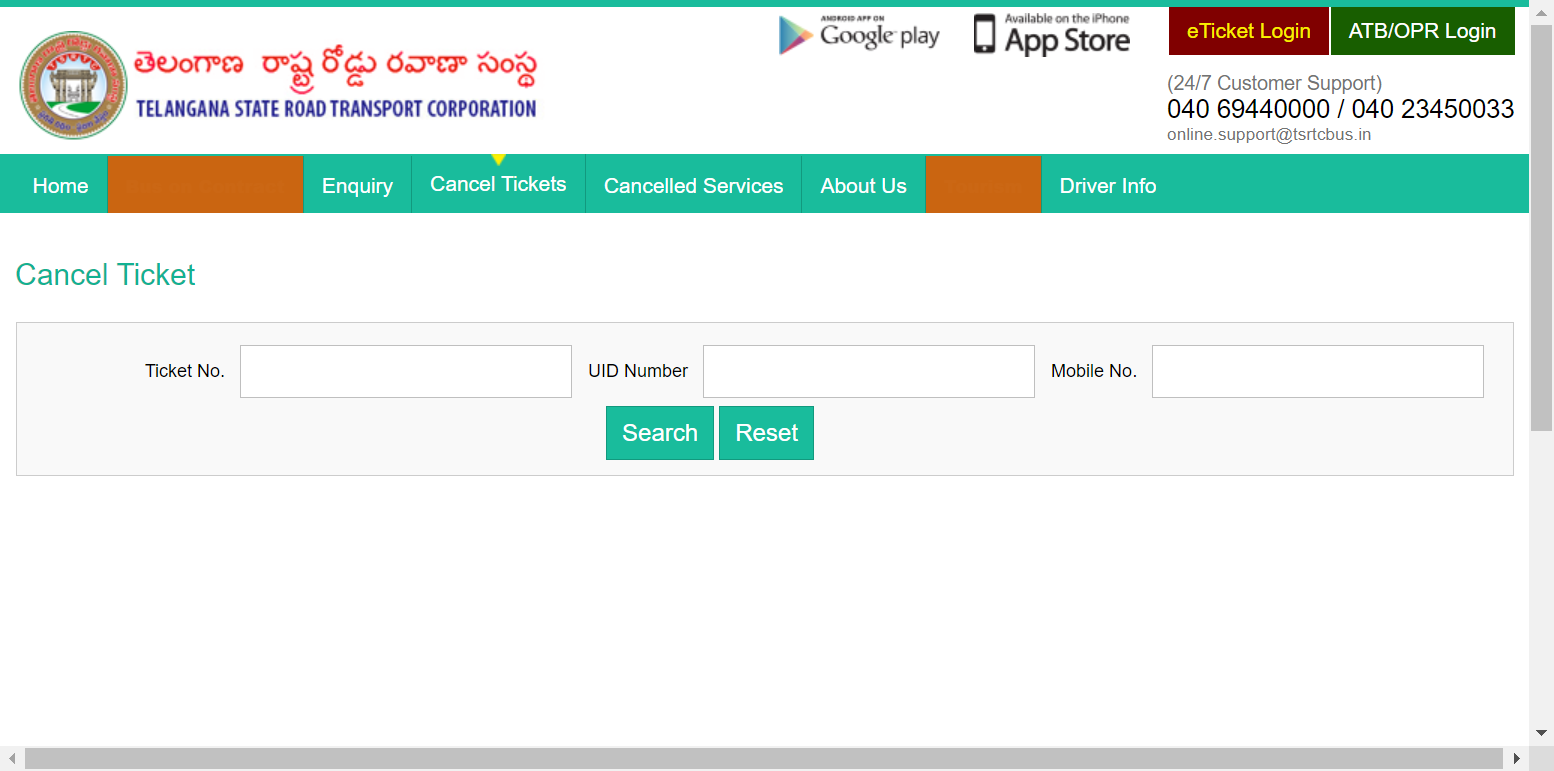 ANDROID APP ON
Google play
Available on the iPhone
App Store
eTicket Login
ATB/OPR Login
తెలంగాణ రాష్ట్ర రోడ్డు రవాణా సంస్థ
TELANGANA STATE ROAD TRANSPORT CORPORATION
(24/7 Customer Support)
040 69440000 / 040 23450033
online.support@tsrtcbus.in
Home
Enquiry
Cancel Tickets
Cancelled Services
About Us
Driver Info
Cancel Ticket
Ticket No.
UID Number
Mobile No.
Search
Reset